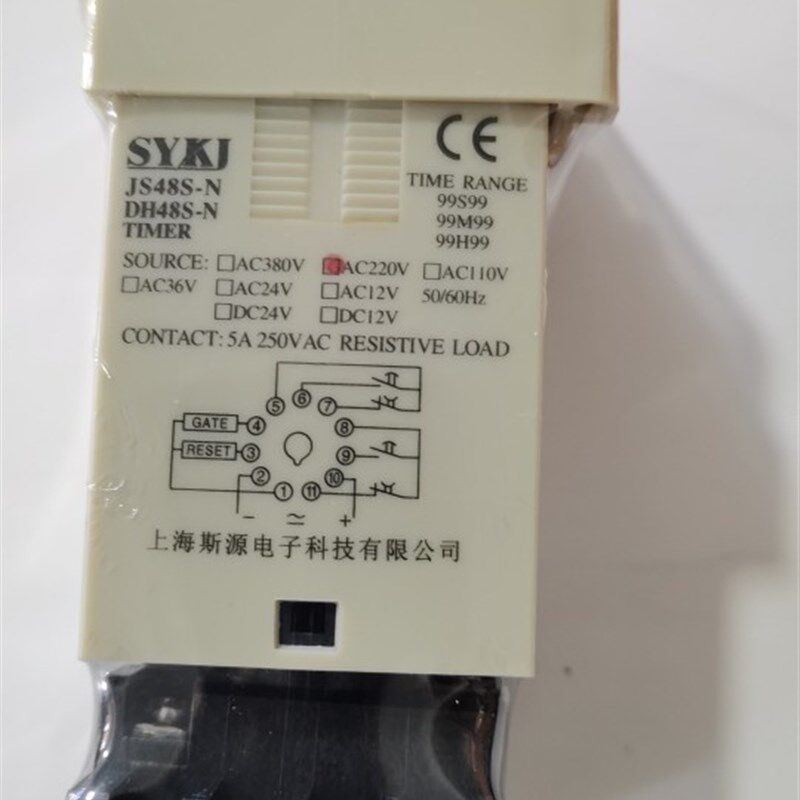 SYKJ
CE
JS48S-N
DH48S-N
TIMER
TIME RANGE
99S99
99M99
99H99
SOURCE: □AC380V □AC220V □AC110V
□AC36V □AC24V □AC12V 50/60Hz
□DC24V □DC12V
CONTACT: 5A 250VAC RESISTIVE LOAD
5 6 7
GATE 4 8
RESET 3 9
2 10
1 11
− ≃ +
上海斯源电子科技有限公司